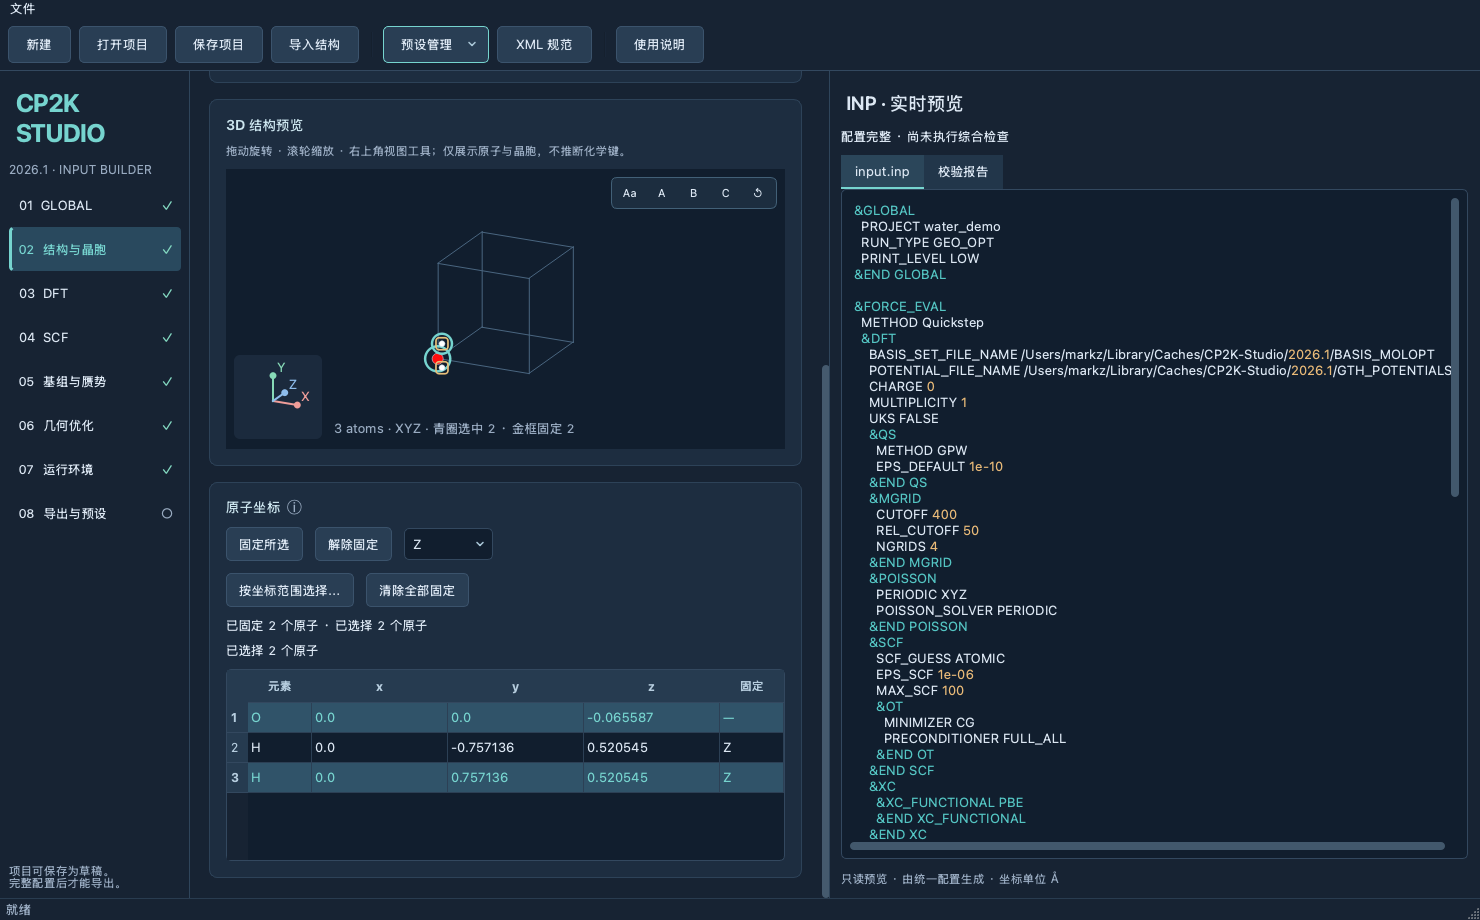 文件
新建
打开项目
保存项目
导入结构
预设管理
XML 规范
使用说明
CP2K
STUDIO
2026.1 · INPUT BUILDER
01 GLOBAL
02 结构与晶胞
03 DFT
04 SCF
05 基组与赝势
06 几何优化
07 运行环境
08 导出与预设
项目可保存为草稿。
完整配置后才能导出。
就绪
3D 结构预览
拖动旋转 · 滚轮缩放 · 右上角视图工具；仅展示原子与晶胞，不推断化学键。
Aa A B C
Y
Z
X
3 atoms · XYZ · 青圈选中 2 · 金框固定 2
原子坐标
固定所选
解除固定
Z
按坐标范围选择...
清除全部固定
已固定 2 个原子 · 已选择 2 个原子
已选择 2 个原子
元素 x y z 固定
1 O 0.0 0.0 -0.065587 —
2 H 0.0 -0.757136 0.520545 Z
3 H 0.0 0.757136 0.520545 Z
INP · 实时预览
配置完整 · 尚未执行综合检查
input.inp
校验报告
&GLOBAL
PROJECT water_demo
RUN_TYPE GEO_OPT
PRINT_LEVEL LOW
&END GLOBAL
&FORCE_EVAL
METHOD Quickstep
&DFT
BASIS_SET_FILE_NAME /Users/markz/Library/Caches/CP2K-Studio/2026.1/BASIS_MOLOPT
POTENTIAL_FILE_NAME /Users/markz/Library/Caches/CP2K-Studio/2026.1/GTH_POTENTIALS
CHARGE 0
MULTIPLICITY 1
UKS FALSE
&QS
METHOD GPW
EPS_DEFAULT 1e-10
&END QS
&MGRID
CUTOFF 400
REL_CUTOFF 50
NGRIDS 4
&END MGRID
&POISSON
PERIODIC XYZ
POISSON_SOLVER PERIODIC
&END POISSON
&SCF
SCF_GUESS ATOMIC
EPS_SCF 1e-06
MAX_SCF 100
&OT
MINIMIZER CG
PRECONDITIONER FULL_ALL
&END OT
&END SCF
&XC
&XC_FUNCTIONAL PBE
&END XC_FUNCTIONAL
&END XC
只读预览 · 由统一配置生成 · 坐标单位 Å